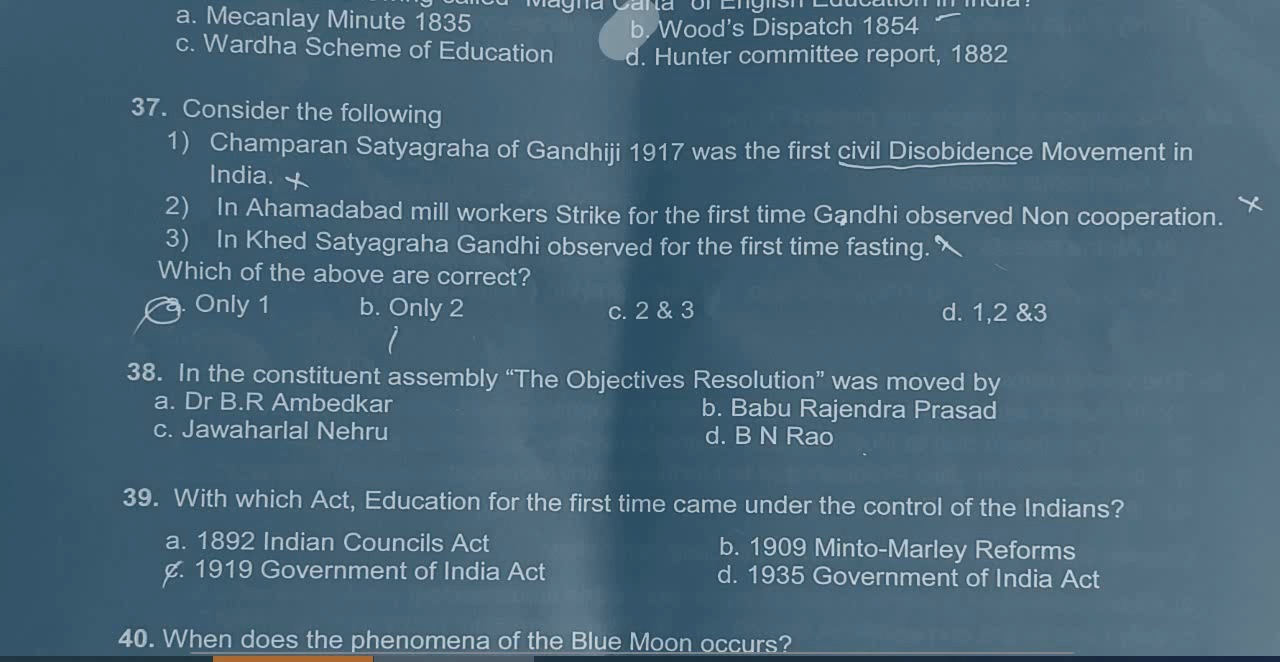 "Magna Carta" of English Education in India?
a. Mecanlay Minute 1835
b. Wood's Dispatch 1854
c. Wardha Scheme of Education
d. Hunter committee report, 1882
37. Consider the following
1) Champaran Satyagraha of Gandhiji 1917 was the first civil Disobidence Movement in
India.
2) In Ahamadabad mill workers Strike for the first time Gandhi observed Non cooperation.
3) In Khed Satyagraha Gandhi observed for the first time fasting.
Which of the above are correct?
a. Only 1 b. Only 2 c. 2 & 3 d. 1,2 &3
38. In the constituent assembly “The Objectives Resolution” was moved by
a. Dr B.R Ambedkar b. Babu Rajendra Prasad
c. Jawaharlal Nehru d. B N Rao
39. With which Act, Education for the first time came under the control of the Indians?
a. 1892 Indian Councils Act b. 1909 Minto-Marley Reforms
c. 1919 Government of India Act d. 1935 Government of India Act
40. When does the phenomena of the Blue Moon occurs?